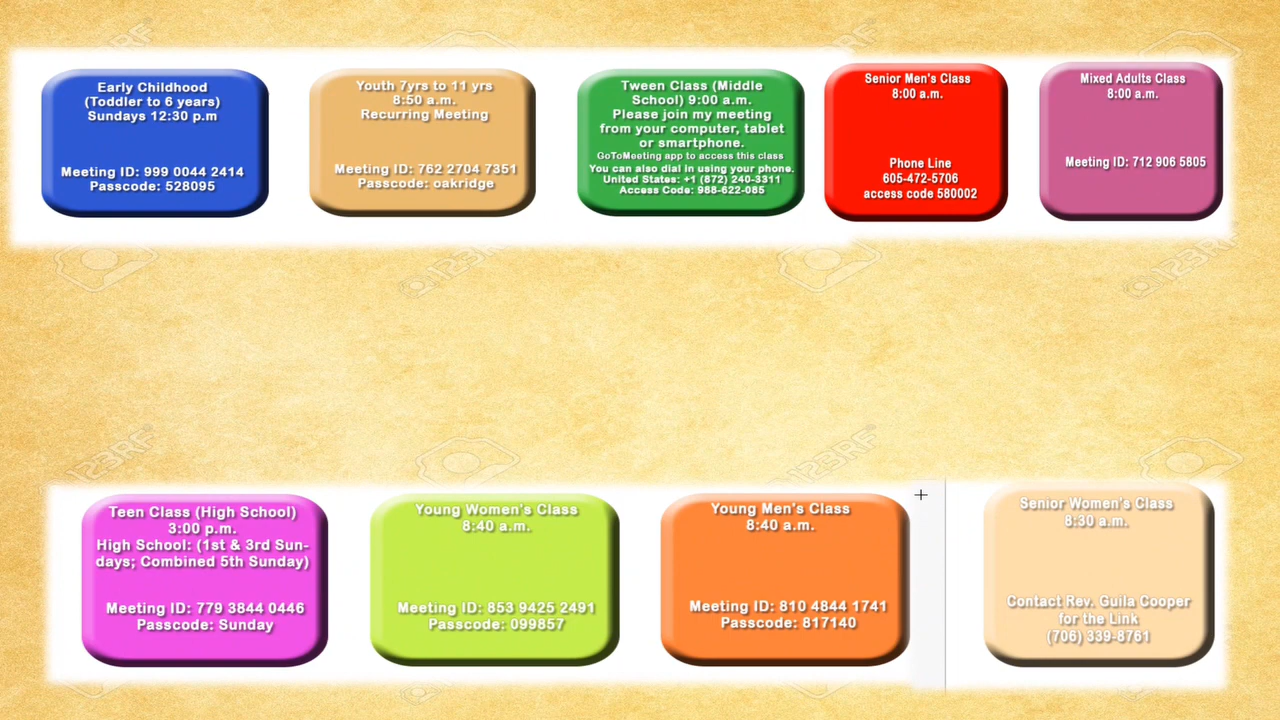 Early Childhood
(Toddler to 6 years)
Sundays 12:30 p.m
Meeting ID: 999 0044 2414
Passcode: 528095
Youth 7yrs to 11 yrs
8:50 a.m.
Recurring Meeting
Meeting ID: 762 2704 7351
Passcode: oakridge
Tween Class (Middle
School) 9:00 a.m.
Please join my meeting
from your computer, tablet
or smartphone.
GoToMeeting app to access this class
You can also dial in using your phone.
United States: +1 (872) 240-3311
Access Code: 988-622-085
Senior Men's Class
8:00 a.m.
Phone Line
605-472-5706
access code 580002
Mixed Adults Class
8:00 a.m.
Meeting ID: 712 906 5805
Teen Class (High School)
3:00 p.m.
High School: (1st & 3rd Sun-
days; Combined 5th Sunday)
Meeting ID: 779 3844 0446
Passcode: Sunday
Young Women's Class
8:40 a.m.
Meeting ID: 853 9425 2491
Passcode: 099857
Young Men's Class
8:40 a.m.
Meeting ID: 810 4844 1741
Passcode: 817140
Senior Women's Class
8:30 a.m.
Contact Rev. Guila Cooper
for the Link
(706) 339-8761
123RF
123RF
123RF
123RF
123RF